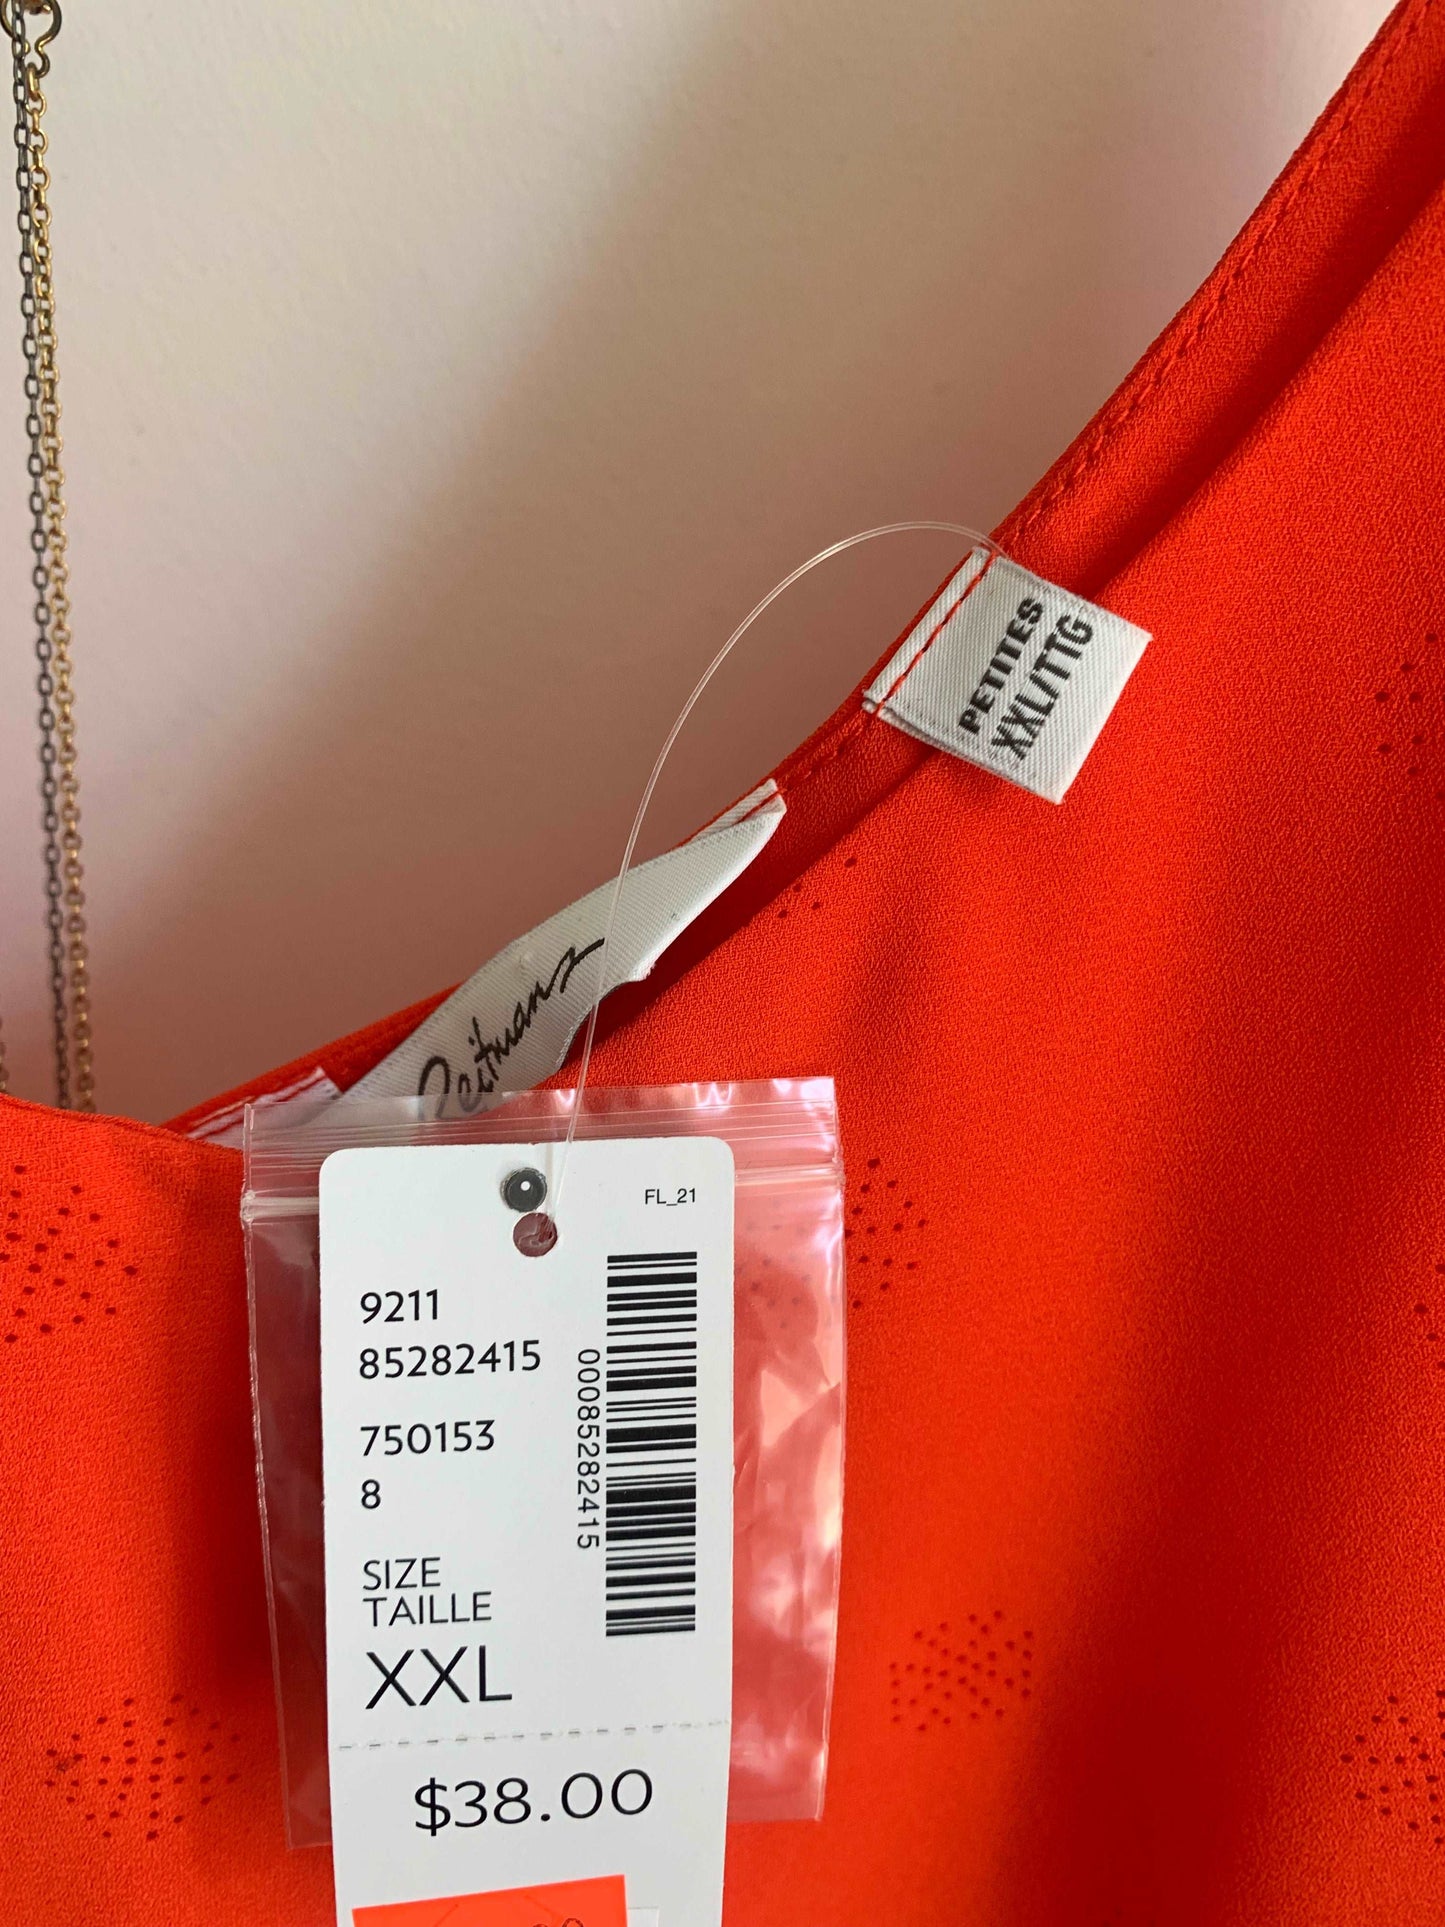 PETITES
XXL/TTG
Reitmans
FL_21
9211
85282415
750153
8
00085282415
SIZE
TAILLE
XXL
$38.00